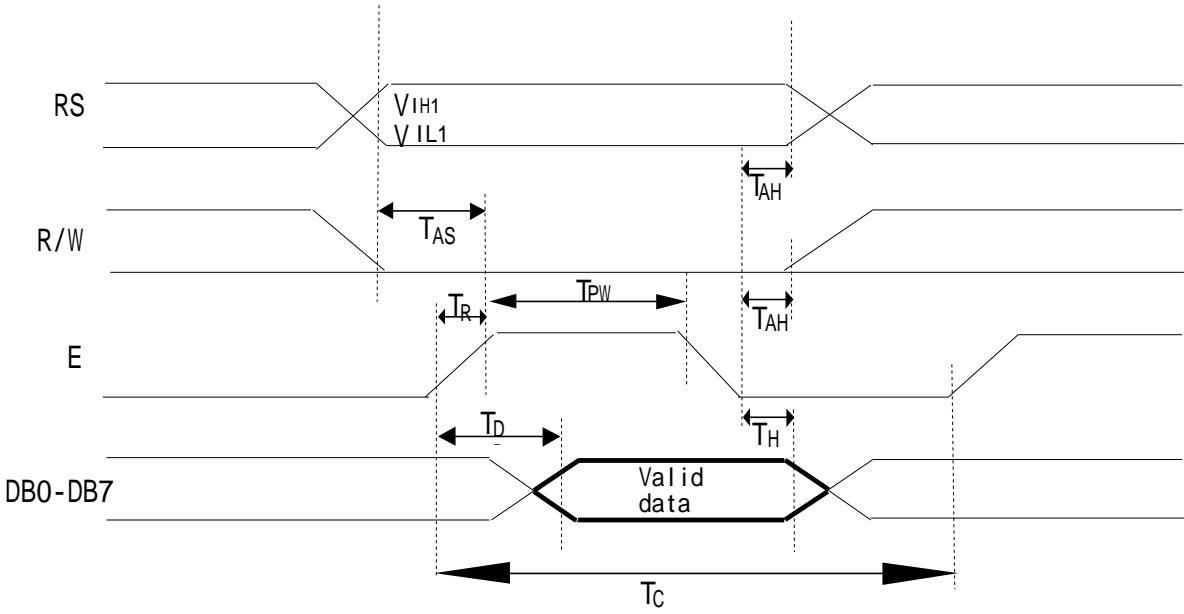 RS
VIH1
VIL1
TAH
TAS
R/W
TR
TPW
TAH
E
TD
TH
DB0-DB7
Valid
data
TC